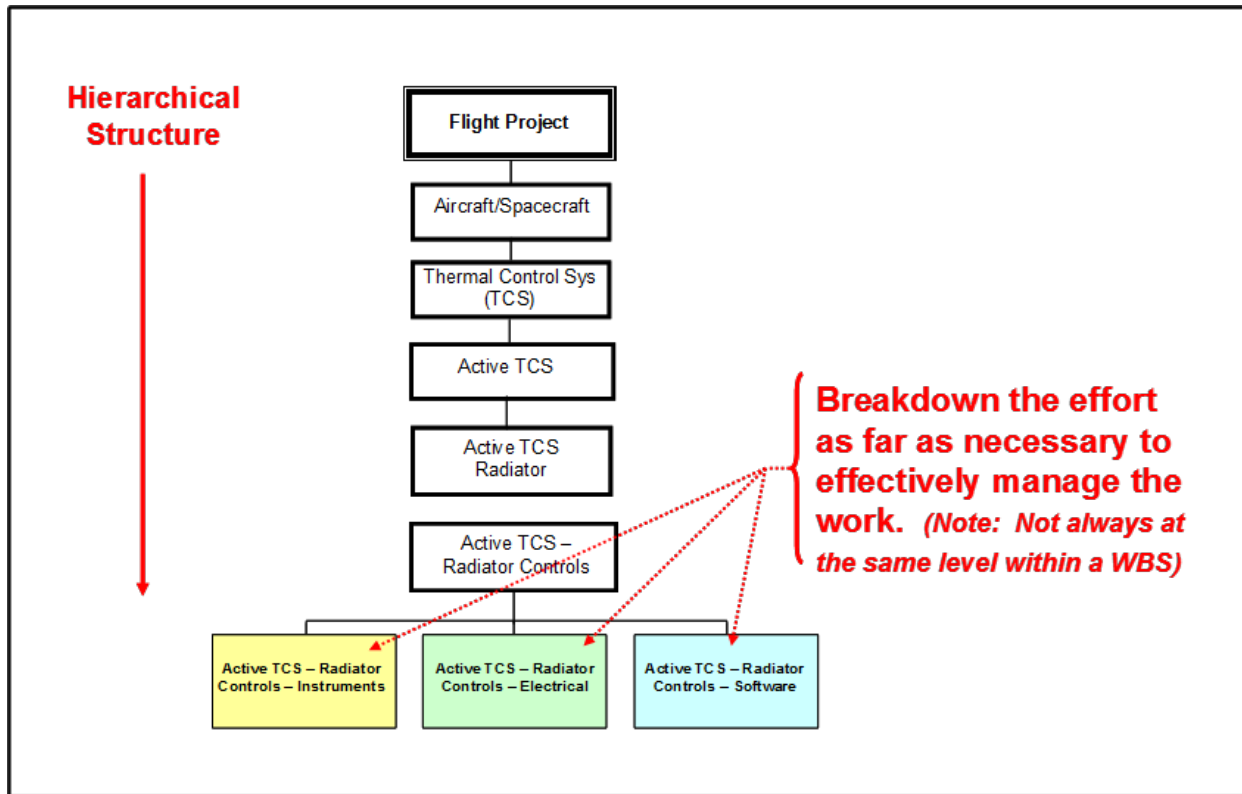 Hierarchical
Structure
Flight Project
Aircraft/Spacecraft
Thermal Control Sys
(TCS)
Active TCS
Active TCS
Radiator
Active TCS –
Radiator Controls
Breakdown the effort
as far as necessary to
effectively manage the
work. (Note: Not always at
the same level within a WBS)
Active TCS – Radiator
Controls – Instruments
Active TCS – Radiator
Controls – Electrical
Active TCS – Radiator
Controls – Software